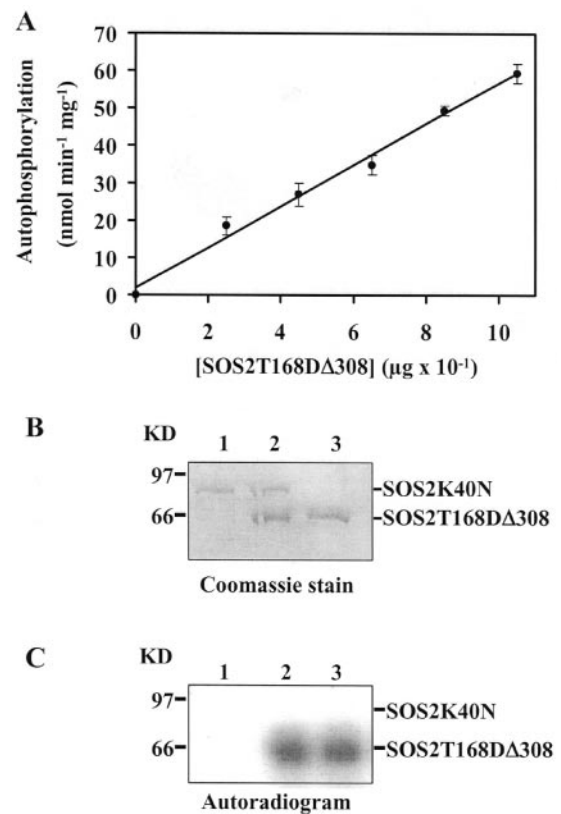 A
Autophosphorylation
(nmol min⁻¹ mg⁻¹)
70
60
50
40
30
20
10
0
0 2 4 6 8 10
[SOS2T168DΔ308] (µg x 10⁻¹)
B
KD
1 2 3
97
66
SOS2K40N
SOS2T168DΔ308
Coomassie stain
C
KD
1 2 3
97
66
SOS2K40N
SOS2T168DΔ308
Autoradiogram